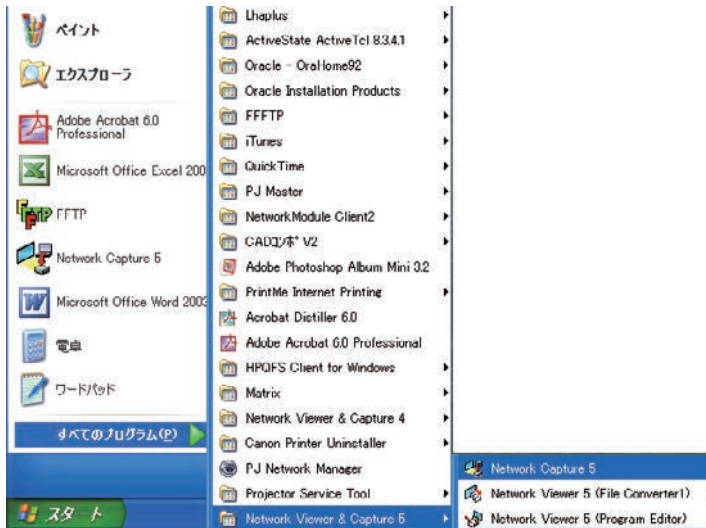 ペイント
エクスプローラ
Adobe Acrobat 6.0
Professional
Microsoft Office Excel 200
FFFTP
Network Capture 5
Microsoft Office Word 2003
電卓
ワードパッド
すべてのプログラム(P)
スタート
Lhaplus
ActiveState ActiveTcl 8.3.4.1
Oracle - OraHome92
Oracle Installation Products
FFFTP
iTunes
QuickTime
PJ Master
NetworkModule Client2
CADコンポ V2
Adobe Photoshop Album Mini 3.2
PrintMe Internet Printing
Acrobat Distiller 6.0
Adobe Acrobat 6.0 Professional
HPQFS Client for Windows
Matrix
Network Viewer & Capture 4
Canon Printer Uninstaller
PJ Network Manager
Projector Service Tool
Network Viewer & Capture 5
Network Capture 5
Network Viewer 5 (File Converter1)
Network Viewer 5 (Program Editor)